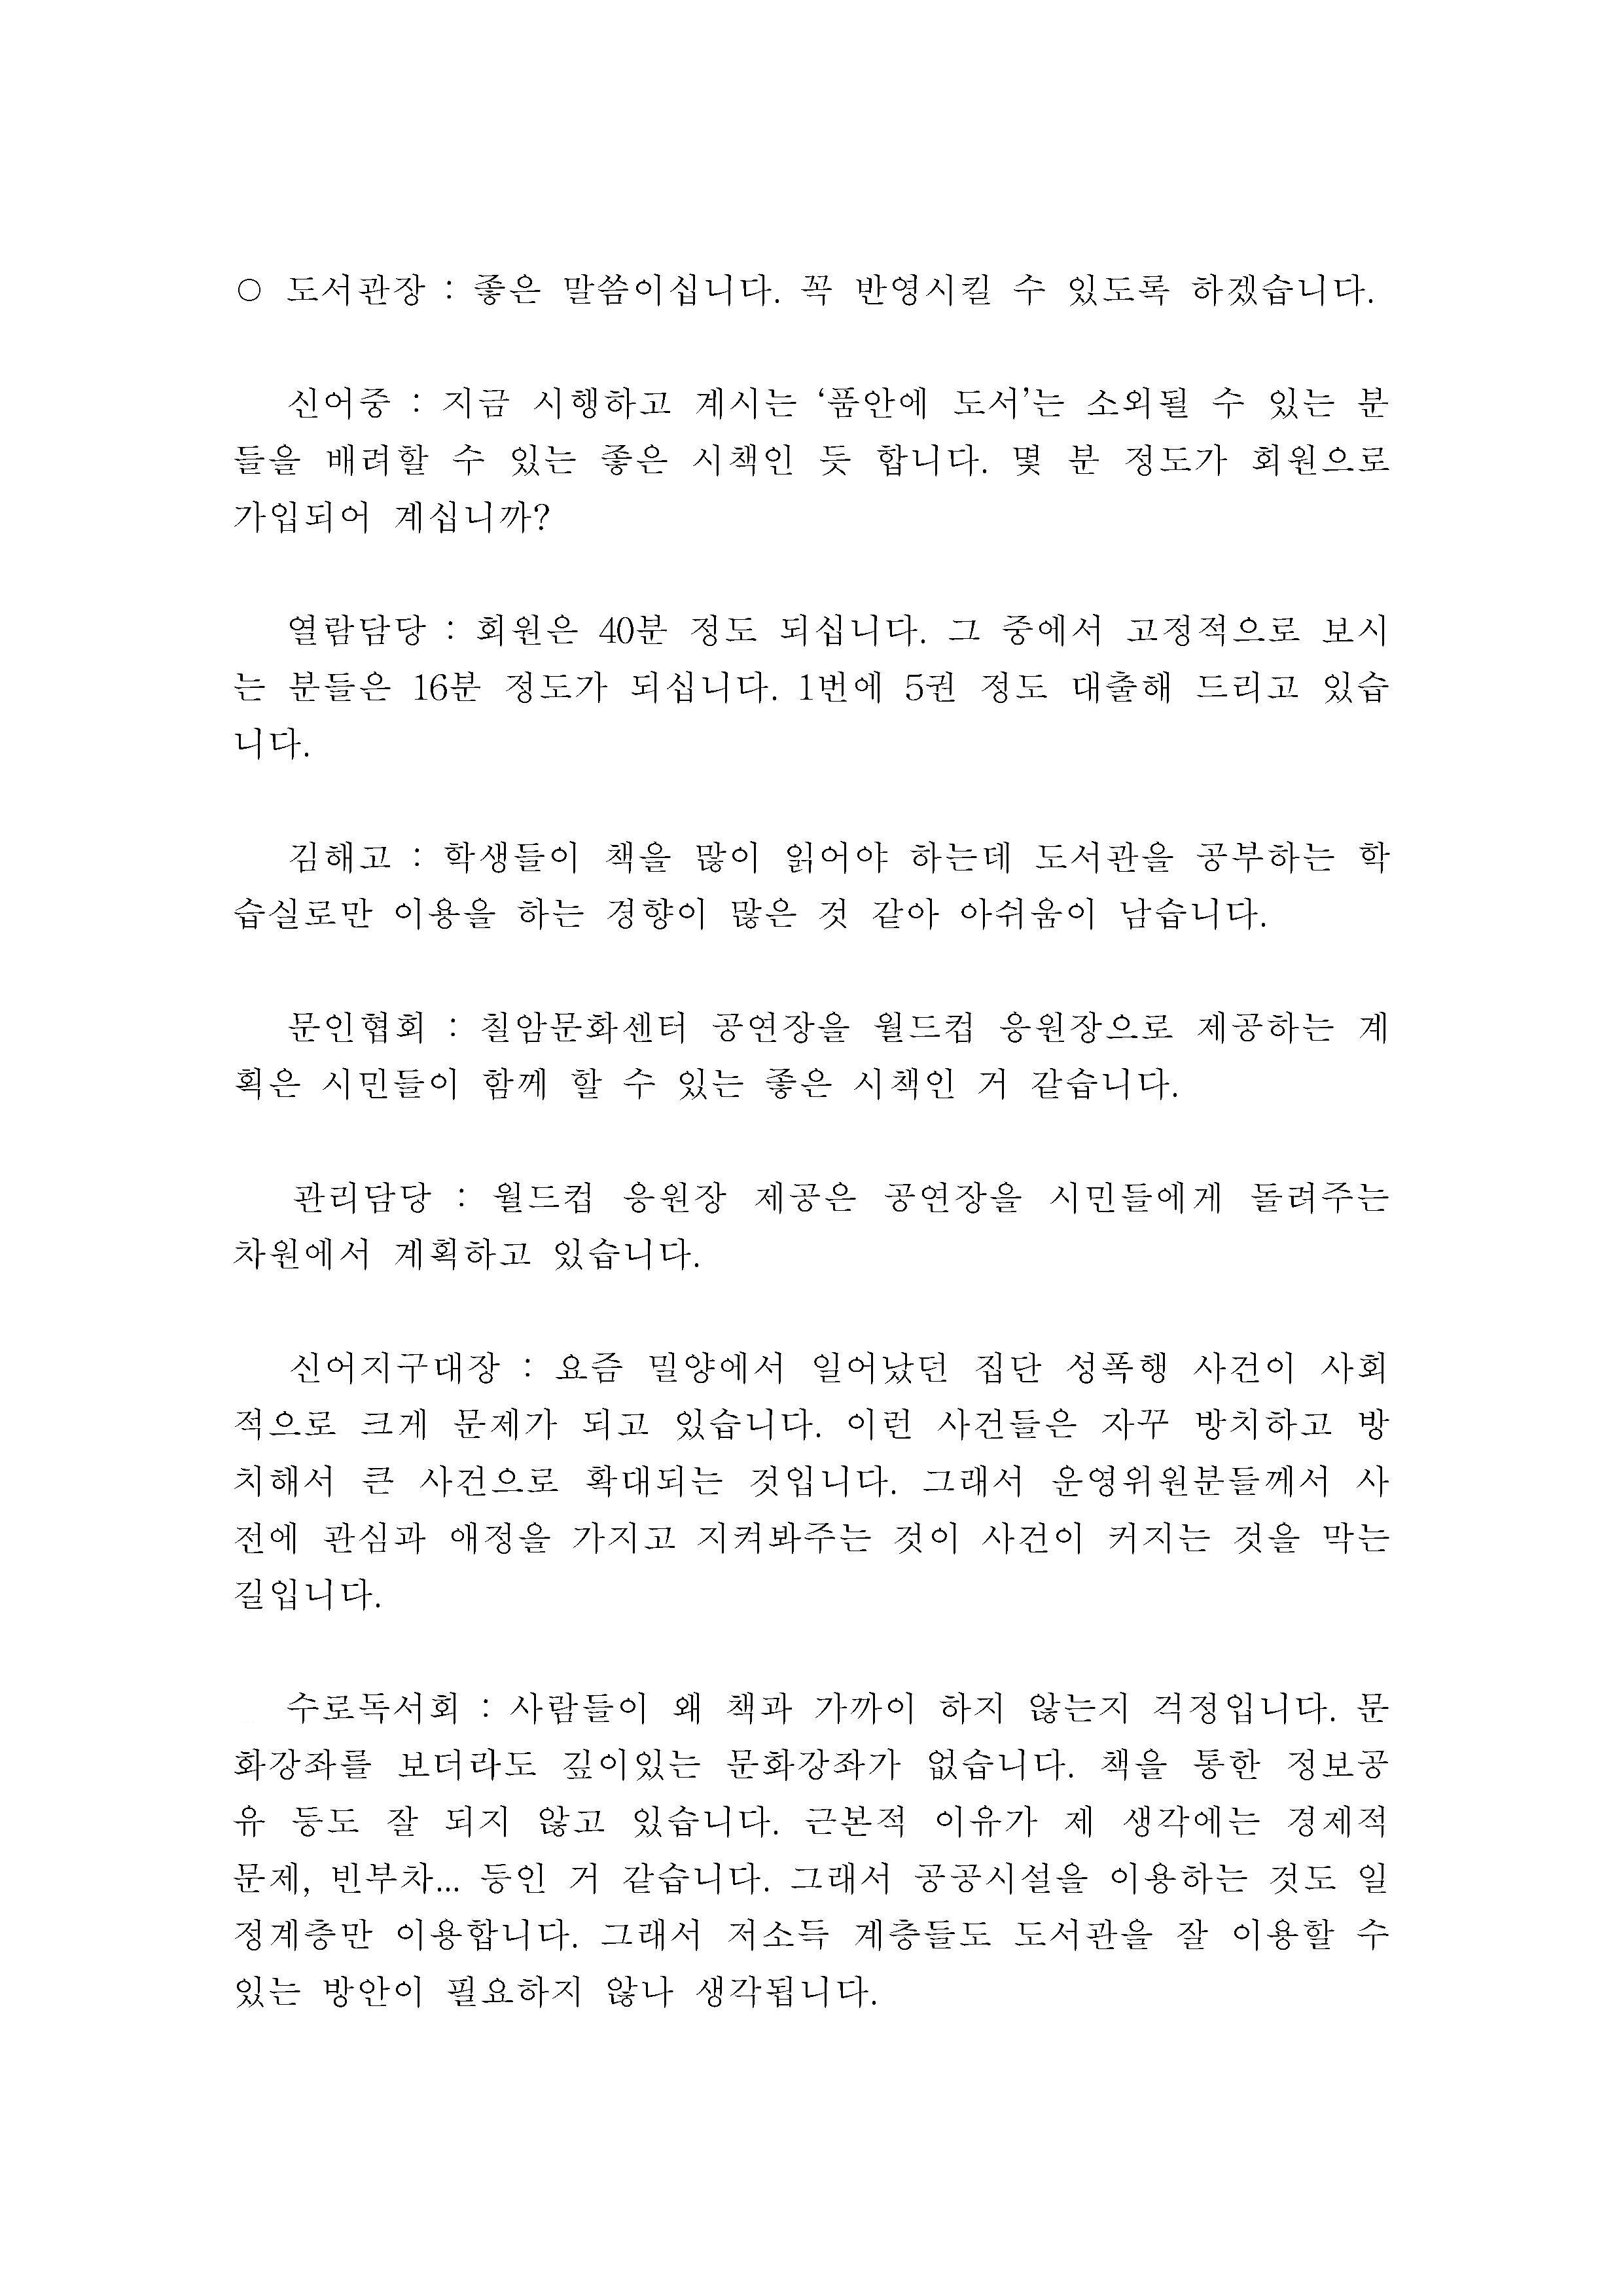 ○ 도서관장 : 좋은 말씀이십니다. 꼭 반영시킬 수 있도록 하겠습니다.
신어중 : 지금 시행하고 계시는 ‘품안에 도서’는 소외될 수 있는 분
들을 배려할 수 있는 좋은 시책인 듯 합니다. 몇 분 정도가 회원으로
가입되어 계십니까?
열람담당 : 회원은 40분 정도 되십니다. 그 중에서 고정적으로 보시
는 분들은 16분 정도가 되십니다. 1번에 5권 정도 대출해 드리고 있습
니다.
김해고 : 학생들이 책을 많이 읽어야 하는데 도서관을 공부하는 학
습실로만 이용을 하는 경향이 많은 것 같아 아쉬움이 남습니다.
문인협회 : 칠암문화센터 공연장을 월드컵 응원장으로 제공하는 계
획은 시민들이 함께 할 수 있는 좋은 시책인 거 같습니다.
관리담당 : 월드컵 응원장 제공은 공연장을 시민들에게 돌려주는
차원에서 계획하고 있습니다.
신어지구대장 : 요즘 밀양에서 일어났던 집단 성폭행 사건이 사회
적으로 크게 문제가 되고 있습니다. 이런 사건들은 자꾸 방치하고 방
치해서 큰 사건으로 확대되는 것입니다. 그래서 운영위원분들께서 사
전에 관심과 애정을 가지고 지켜봐주는 것이 사건이 커지는 것을 막는
길입니다.
수로독서회 : 사람들이 왜 책과 가까이 하지 않는지 걱정입니다. 문
화강좌를 보더라도 깊이있는 문화강좌가 없습니다. 책을 통한 정보공
유 등도 잘 되지 않고 있습니다. 근본적 이유가 제 생각에는 경제적
문제, 빈부차... 등인 거 같습니다. 그래서 공공시설을 이용하는 것도 일
정계층만 이용합니다. 그래서 저소득 계층들도 도서관을 잘 이용할 수
있는 방안이 필요하지 않나 생각됩니다.